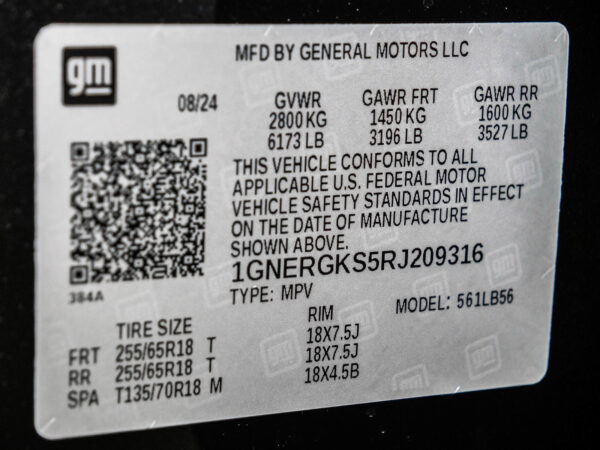 gm
MFD BY GENERAL MOTORS LLC
08/24
GVWR GAWR FRT GAWR RR
2800 KG 1450 KG 1600 KG
6173 LB 3196 LB 3527 LB
THIS VEHICLE CONFORMS TO ALL
APPLICABLE U.S. FEDERAL MOTOR
VEHICLE SAFETY STANDARDS IN EFFECT
ON THE DATE OF MANUFACTURE
SHOWN ABOVE.
1GNERGKS5RJ209316
384A
TYPE: MPV MODEL: 561LB56
TIRE SIZE RIM
FRT 255/65R18 T 18X7.5J
RR 255/65R18 T 18X7.5J
SPA T135/70R18 M 18X4.5B